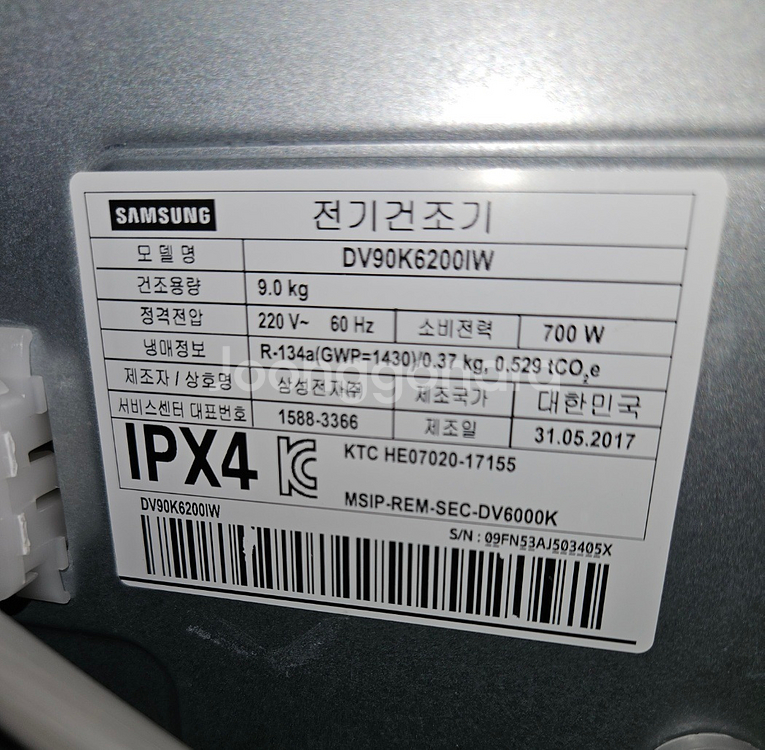 SAMSUNG 전기건조기
모델명 DV90K6200IW
건조용량 9.0 kg
정격전압 220 V~ 60 Hz 소비전력 700 W
냉매정보 R-134a(GWP=1430)/0.37 kg, 0.529 tCO₂e
제조자 / 상호명 삼성전자㈜ 제조국가 대한민국
서비스센터 대표번호 1588-3366 제조일 31.05.2017
IPX4 KTC HE07020-17155
MSIP-REM-SEC-DV6000K
DV90K6200IW
S/N : 09FN53AJ503405X